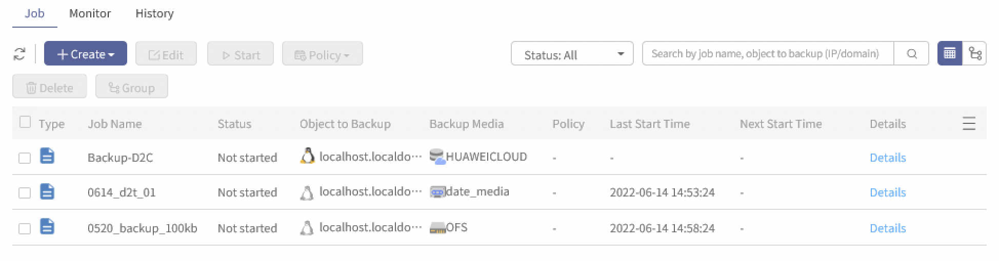 Job Monitor History
Create Edit Start Policy Status: All Search by job name, object to backup (IP/domain)
Delete Group
Type Job Name Status Object to Backup Backup Media Policy Last Start Time Next Start Time Details
Backup-D2C Not started localhost.localdo··· HUAWEICLOUD - - - Details
0614_d2t_01 Not started localhost.localdo··· date_media - 2022-06-14 14:53:24 - Details
0520_backup_100kb Not started localhost.localdo··· OFS - 2022-06-14 14:58:24 - Details